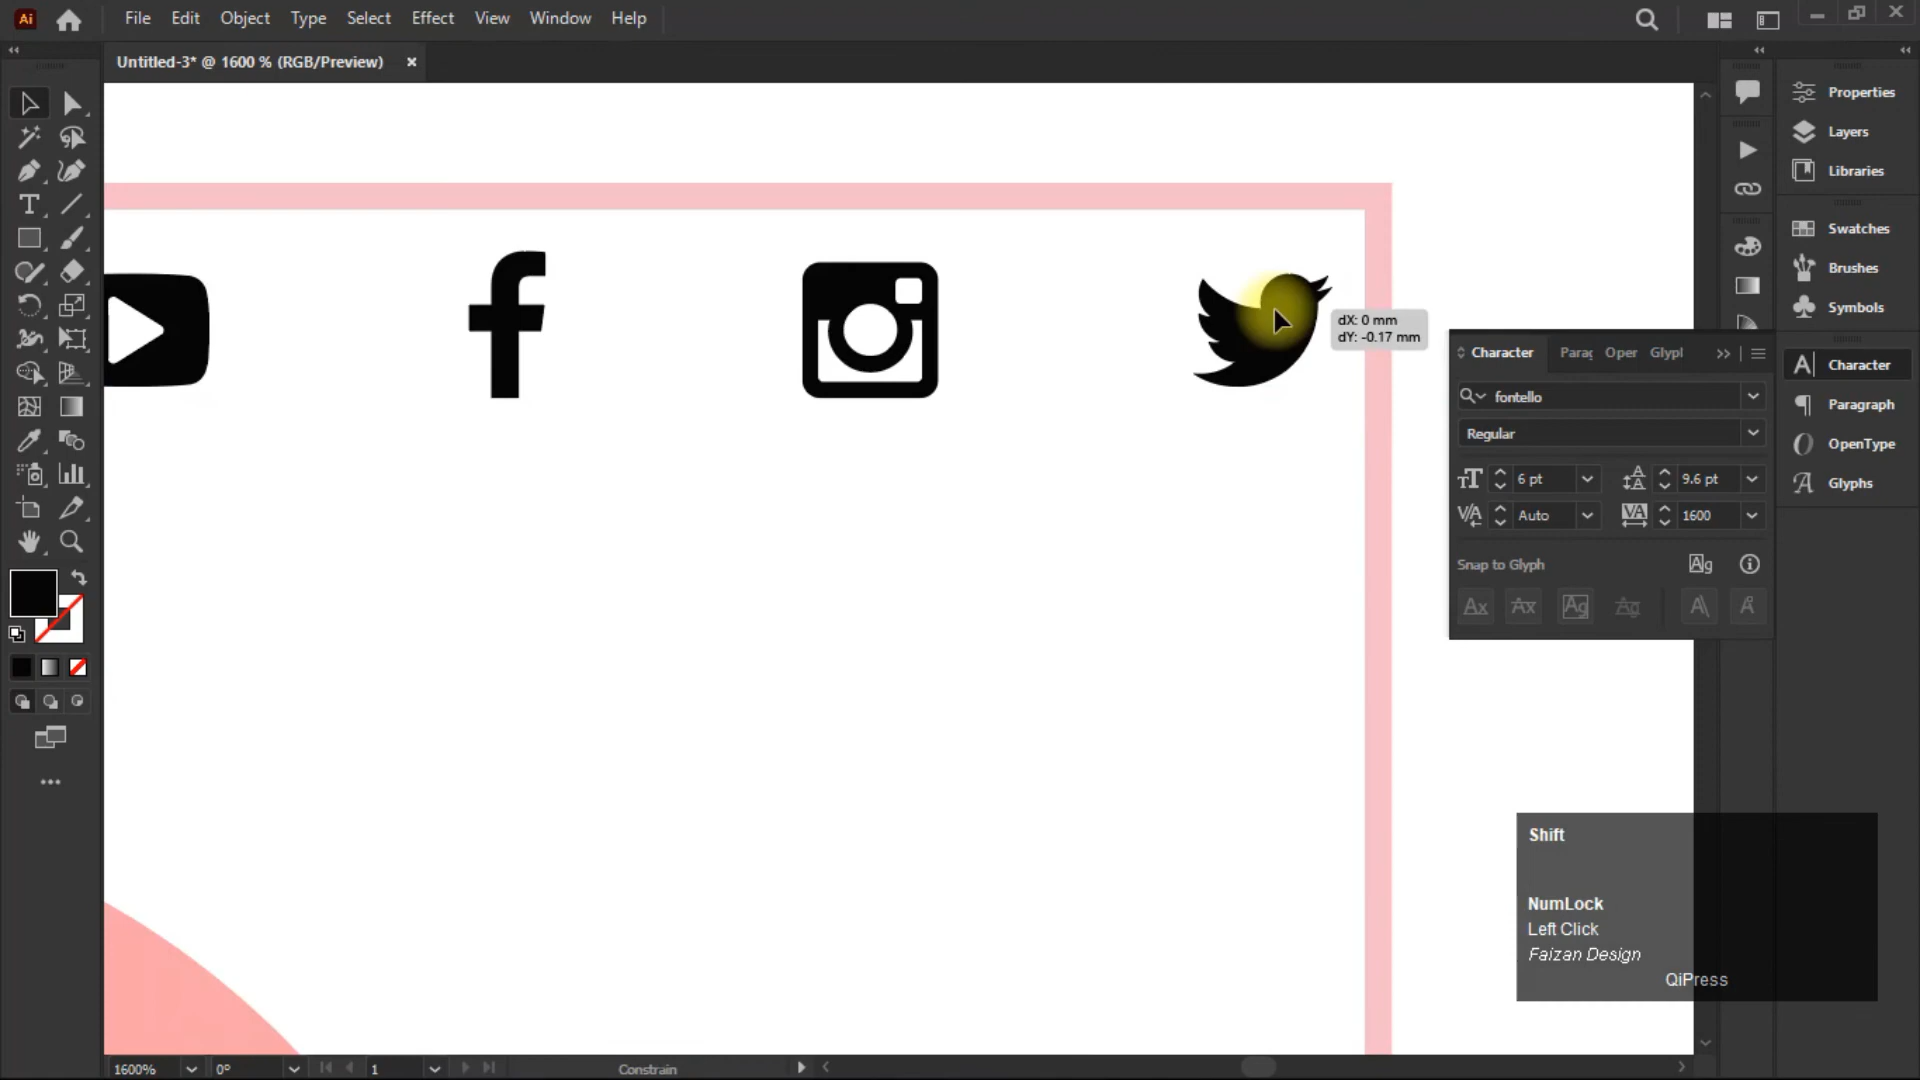 Ai
File Edit Object Type Select Effect View Window Help
Untitled-3* @ 1600 % (RGB/Preview)
dX: 0 mm
dY: -0.17 mm
Properties
Layers
Libraries
Swatches
Brushes
Symbols
Character
Paragraph
OpenType
Glyphs
Character Parag Oper Glypl
fontello
Regular
6 pt 9.6 pt
Auto 1600
Snap to Glyph
Shift
NumLock
Left Click
Faizan Design
QiPress
1600% 0° 1 Constrain